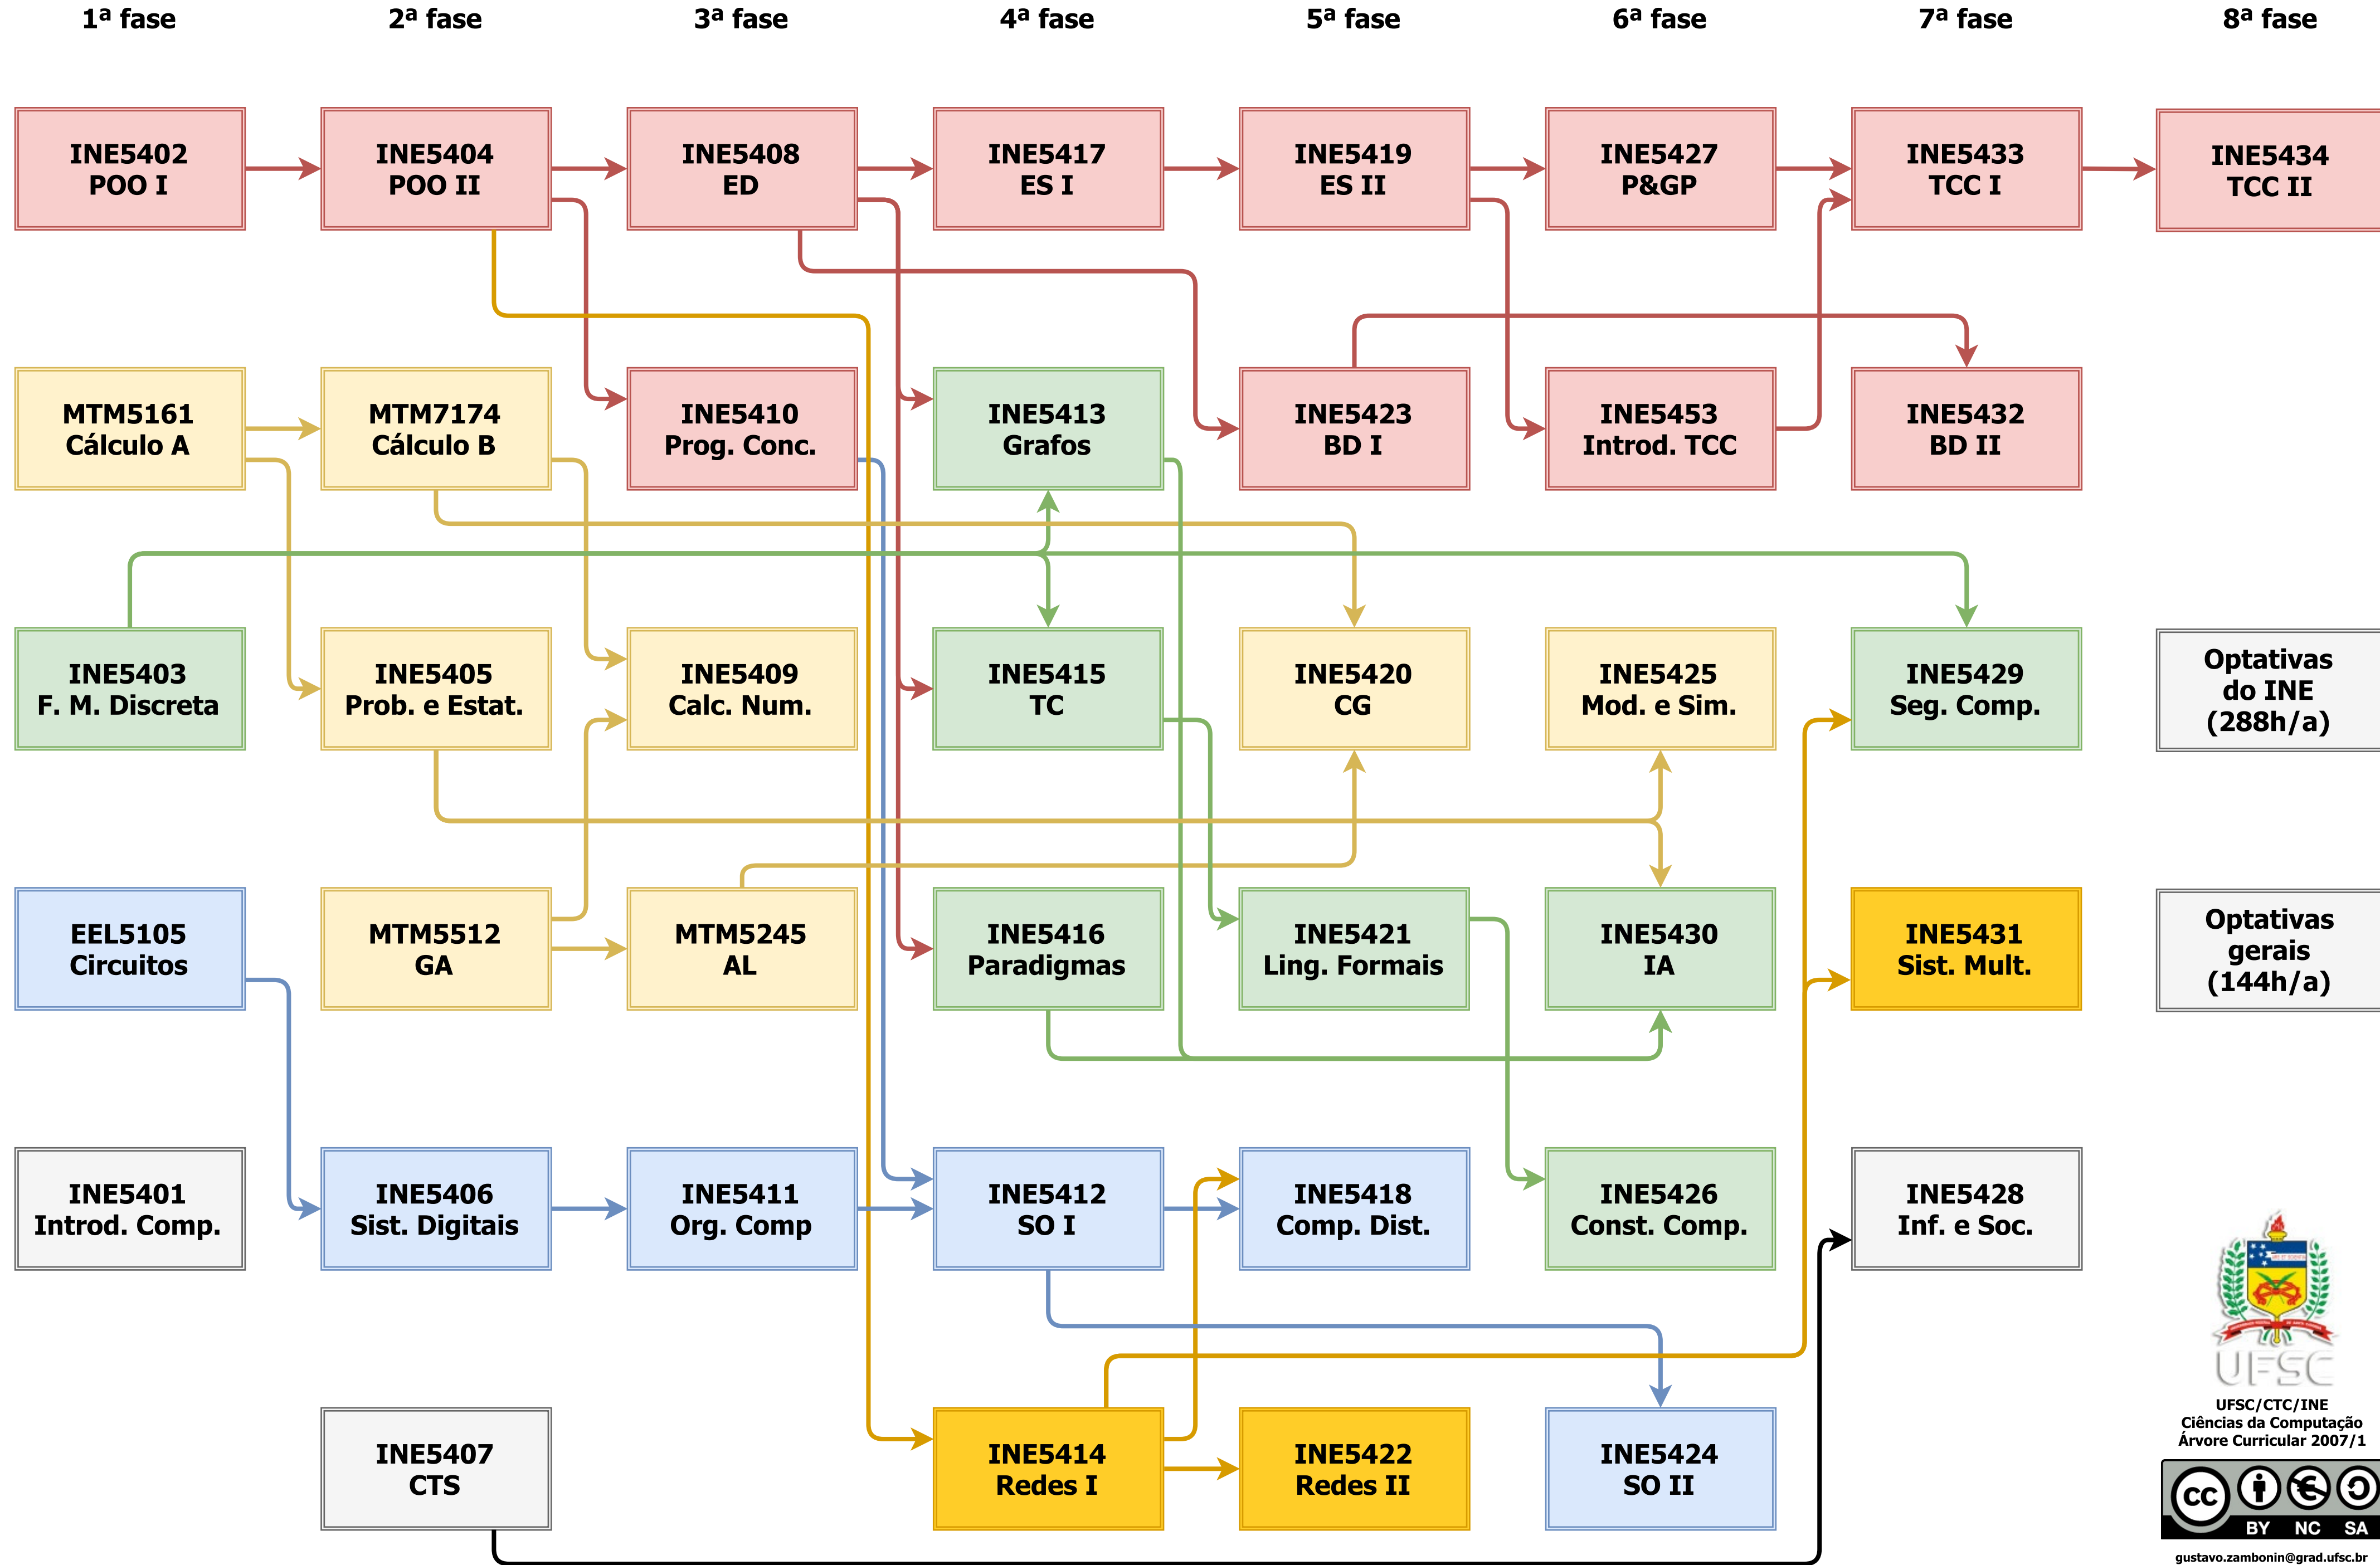 1ª fase
2ª fase
3ª fase
4ª fase
5ª fase
6ª fase
7ª fase
8ª fase
INE5402
POO I
INE5404
POO II
INE5408
ED
INE5417
ES I
INE5419
ES II
INE5427
P&GP
INE5433
TCC I
INE5434
TCC II
MTM5161
Cálculo A
MTM7174
Cálculo B
INE5410
Prog. Conc.
INE5413
Grafos
INE5423
BD I
INE5453
Introd. TCC
INE5432
BD II
INE5403
F. M. Discreta
INE5405
Prob. e Estat.
INE5409
Calc. Num.
INE5415
TC
INE5420
CG
INE5425
Mod. e Sim.
INE5429
Seg. Comp.
Optativas
do INE
(288h/a)
EEL5105
Circuitos
MTM5512
GA
MTM5245
AL
INE5416
Paradigmas
INE5421
Ling. Formais
INE5430
IA
INE5431
Sist. Mult.
Optativas
gerais
(144h/a)
INE5401
Introd. Comp.
INE5406
Sist. Digitais
INE5411
Org. Comp
INE5412
SO I
INE5418
Comp. Dist.
INE5426
Const. Comp.
INE5428
Inf. e Soc.
INE5407
CTS
INE5414
Redes I
INE5422
Redes II
INE5424
SO II
UFSC
UFSC/CTC/INE
Ciências da Computação
Árvore Curricular 2007/1
cc
BY NC SA
gustavo.zambonin@grad.ufsc.br